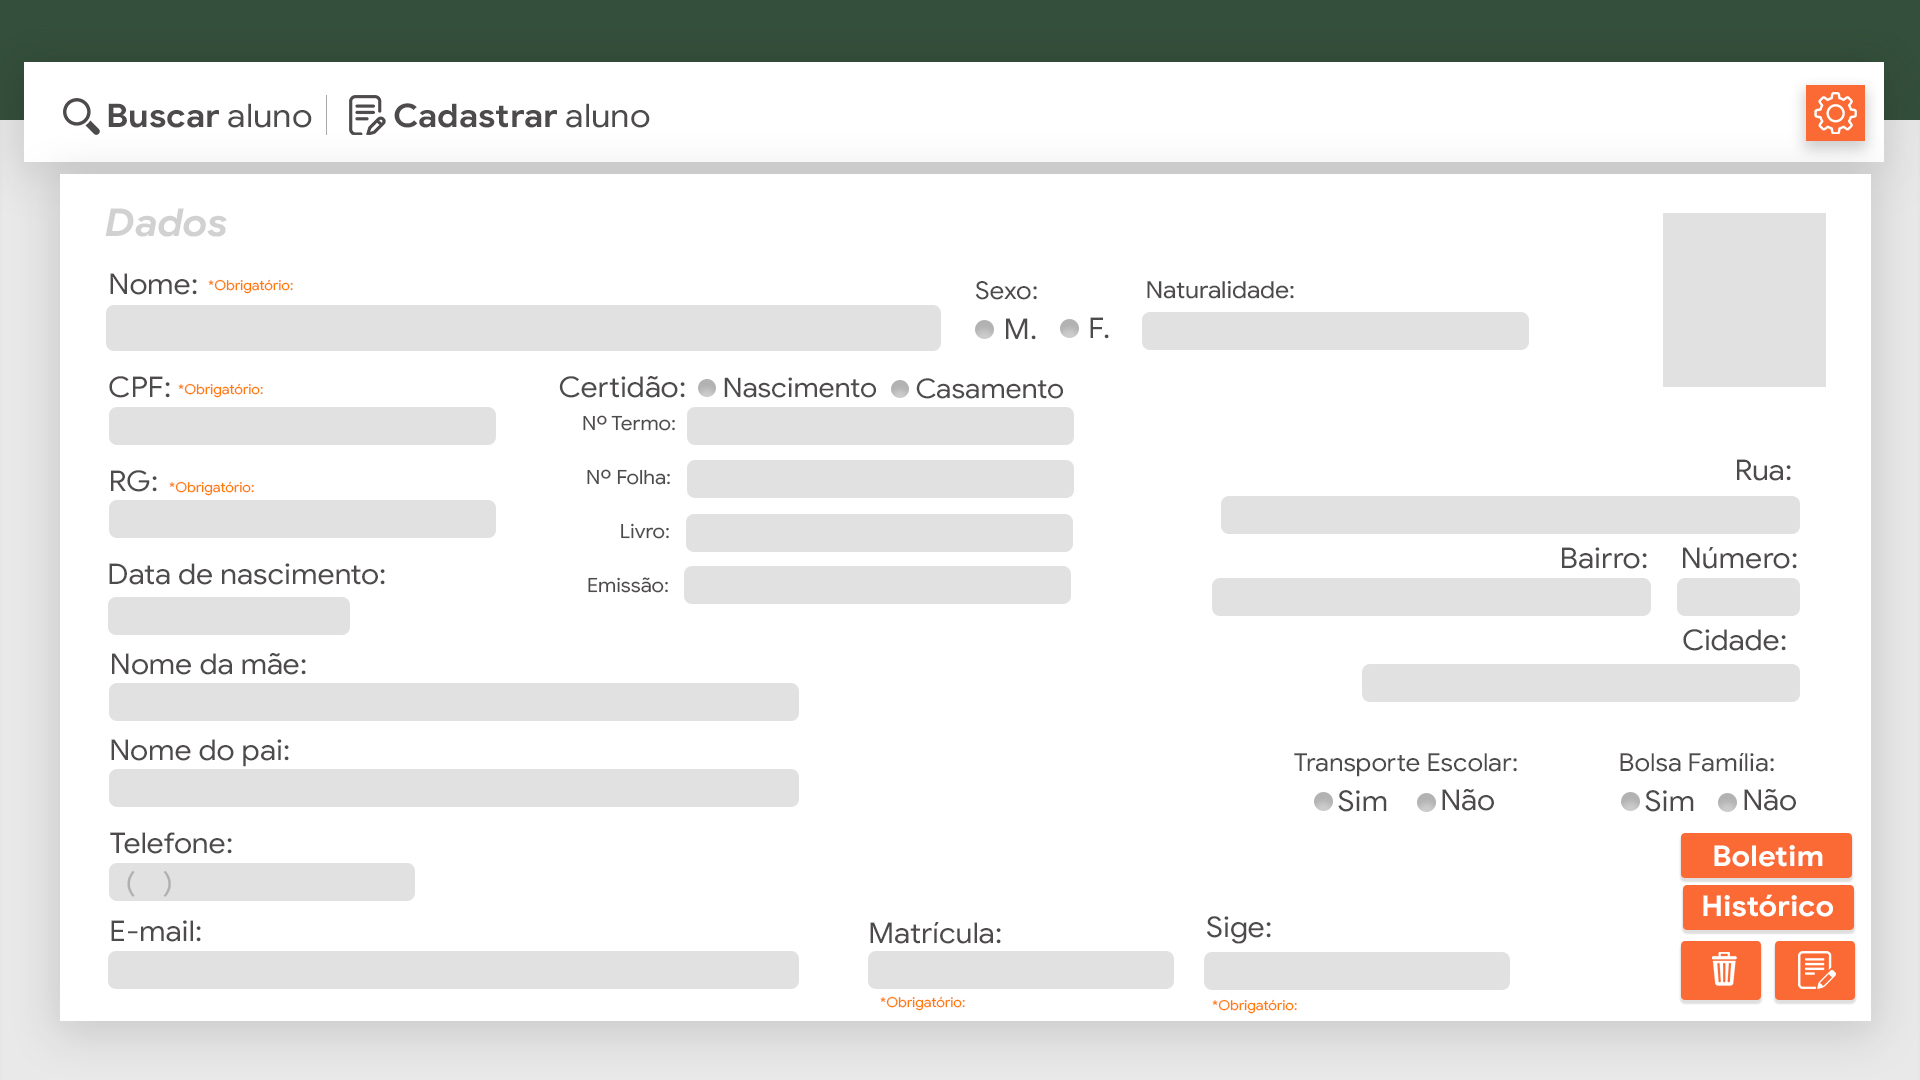 Buscar aluno
Cadastrar aluno
Dados
Nome: *Obrigatório:
Sexo:
M. F.
Naturalidade:
CPF: *Obrigatório:
Certidão: Nascimento Casamento
Nº Termo:
Nº Folha:
Livro:
Emissão:
RG: *Obrigatório:
Data de nascimento:
Nome da mãe:
Nome do pai:
Telefone:
( )
E-mail:
Matrícula:
*Obrigatório:
Sige:
*Obrigatório:
Rua:
Bairro: Número:
Cidade:
Transporte Escolar:
Sim Não
Bolsa Família:
Sim Não
Boletim
Histórico